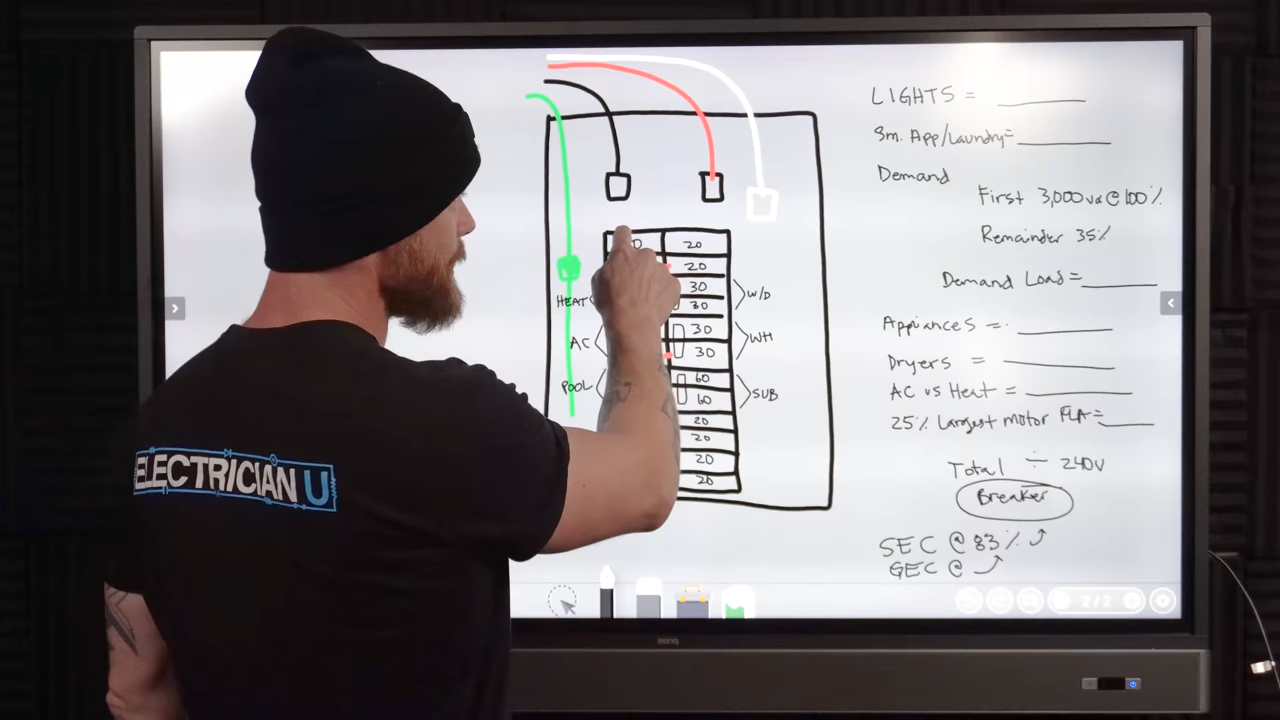 LIGHTS =
Sm. App/Laundry=
Demand
First 3,000va @ 100%
Remainder 35%
Demand Load=
Appliances =
Dryers =
AC vs Heat =
25% Largest motor FLA=
Total ÷ 240V
Breaker
SEC @ 83%
GEC @
20
20
30
30
30
30
60
60
20
20
20
20
HEAT
AC
POOL
W/D
WH
SUB
ELECTRICIAN U
2/2
BenQ